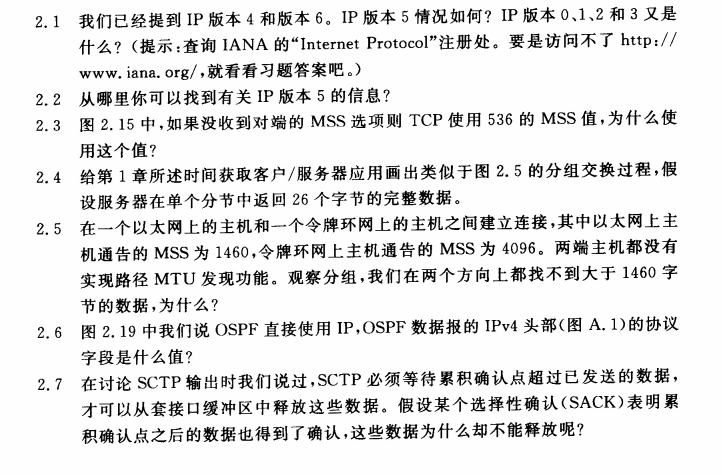 2.1 我们已经提到 IP 版本 4 和版本 6。IP 版本 5 情况如何? IP 版本 0、1、2 和 3 又是
什么?(提示:查询 IANA 的“Internet Protocol”注册处。要是访问不了 http://
www.iana.org/,就看看习题答案吧。)
2.2 从哪里你可以找到有关 IP 版本 5 的信息?
2.3 图 2.15 中,如果没收到对端的 MSS 选项则 TCP 使用 536 的 MSS 值,为什么使
用这个值?
2.4 给第 1 章所述时间获取客户/服务器应用画出类似于图 2.5 的分组交换过程,假
设服务器在单个分节中返回 26 个字节的完整数据。
2.5 在一个以太网上的主机和一个令牌环网上的主机之间建立连接,其中以太网上主
机通告的 MSS 为 1460,令牌环网上主机通告的 MSS 为 4096。两端主机都没有
实现路径 MTU 发现功能。观察分组,我们在两个方向上都找不到大于 1460 字
节的数据,为什么?
2.6 图 2.19 中我们说 OSPF 直接使用 IP,OSPF 数据报的 IPv4 头部(图 A.1)的协议
字段是什么值?
2.7 在讨论 SCTP 输出时我们说过,SCTP 必须等待累积确认点超过已发送的数据,
才可以从套接口缓冲区中释放这些数据。假设某个选择性确认(SACK)表明累
积确认点之后的数据也得到了确认,这些数据为什么却不能释放呢?